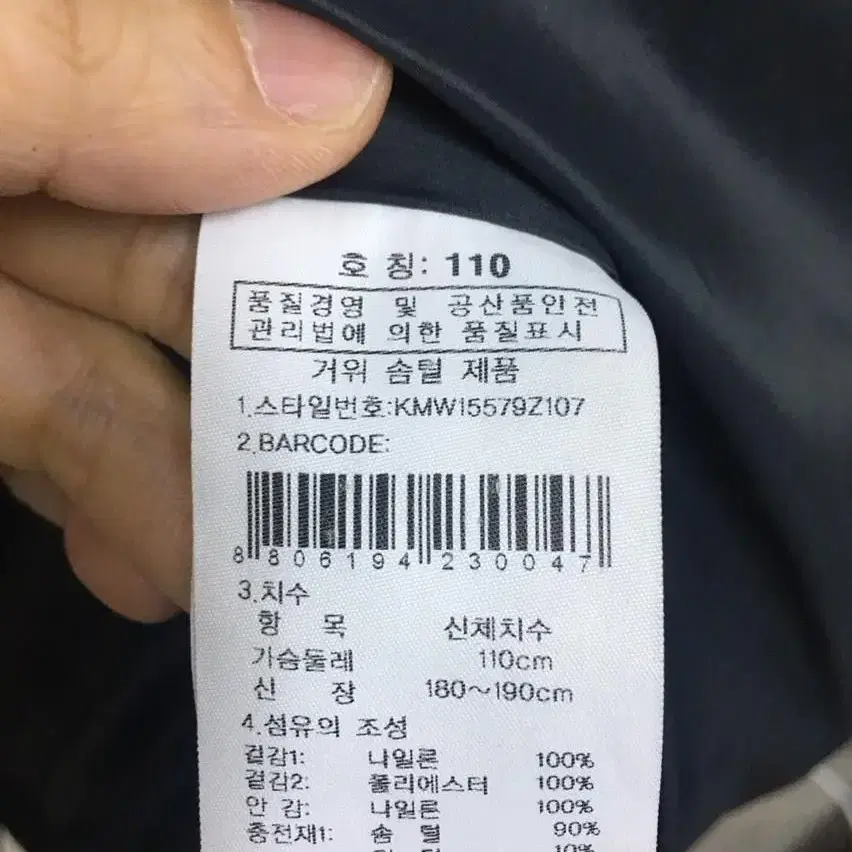 호 칭: 110
품질경영 및 공산품안전
관리법에 의한 품질표시
거위 솜털 제품
1.스타일번호:KMW15579Z107
2.BARCODE:
8 806194 230047
3.치수
항 목 신체치수
가슴둘레 110cm
신 장 180~190cm
4.섬유의 조성
겉감1: 나일론 100%
겉감2: 폴리에스터 100%
안 감: 나일론 100%
충전재1: 솜 털 90%
10%